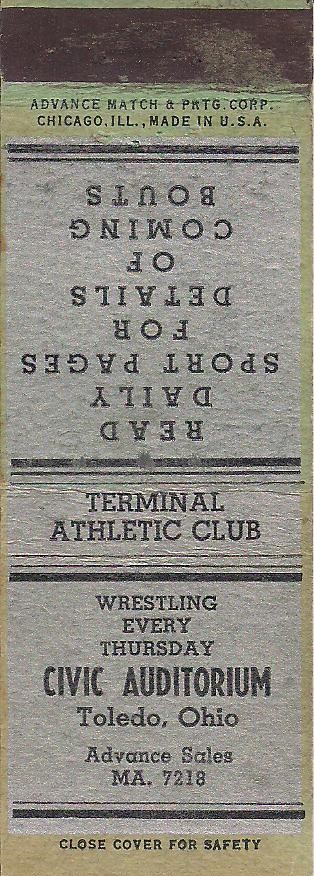 ADVANCE MATCH & PRTG. CORP.
CHICAGO, ILL., MADE IN U.S.A.
READ
DAILY
SPORT PAGES
FOR
DETAILS
OF
COMING
BOUTS
TERMINAL
ATHLETIC CLUB
WRESTLING
EVERY
THURSDAY
CIVIC AUDITORIUM
Toledo, Ohio
Advance Sales
MA. 7218
CLOSE COVER FOR SAFETY